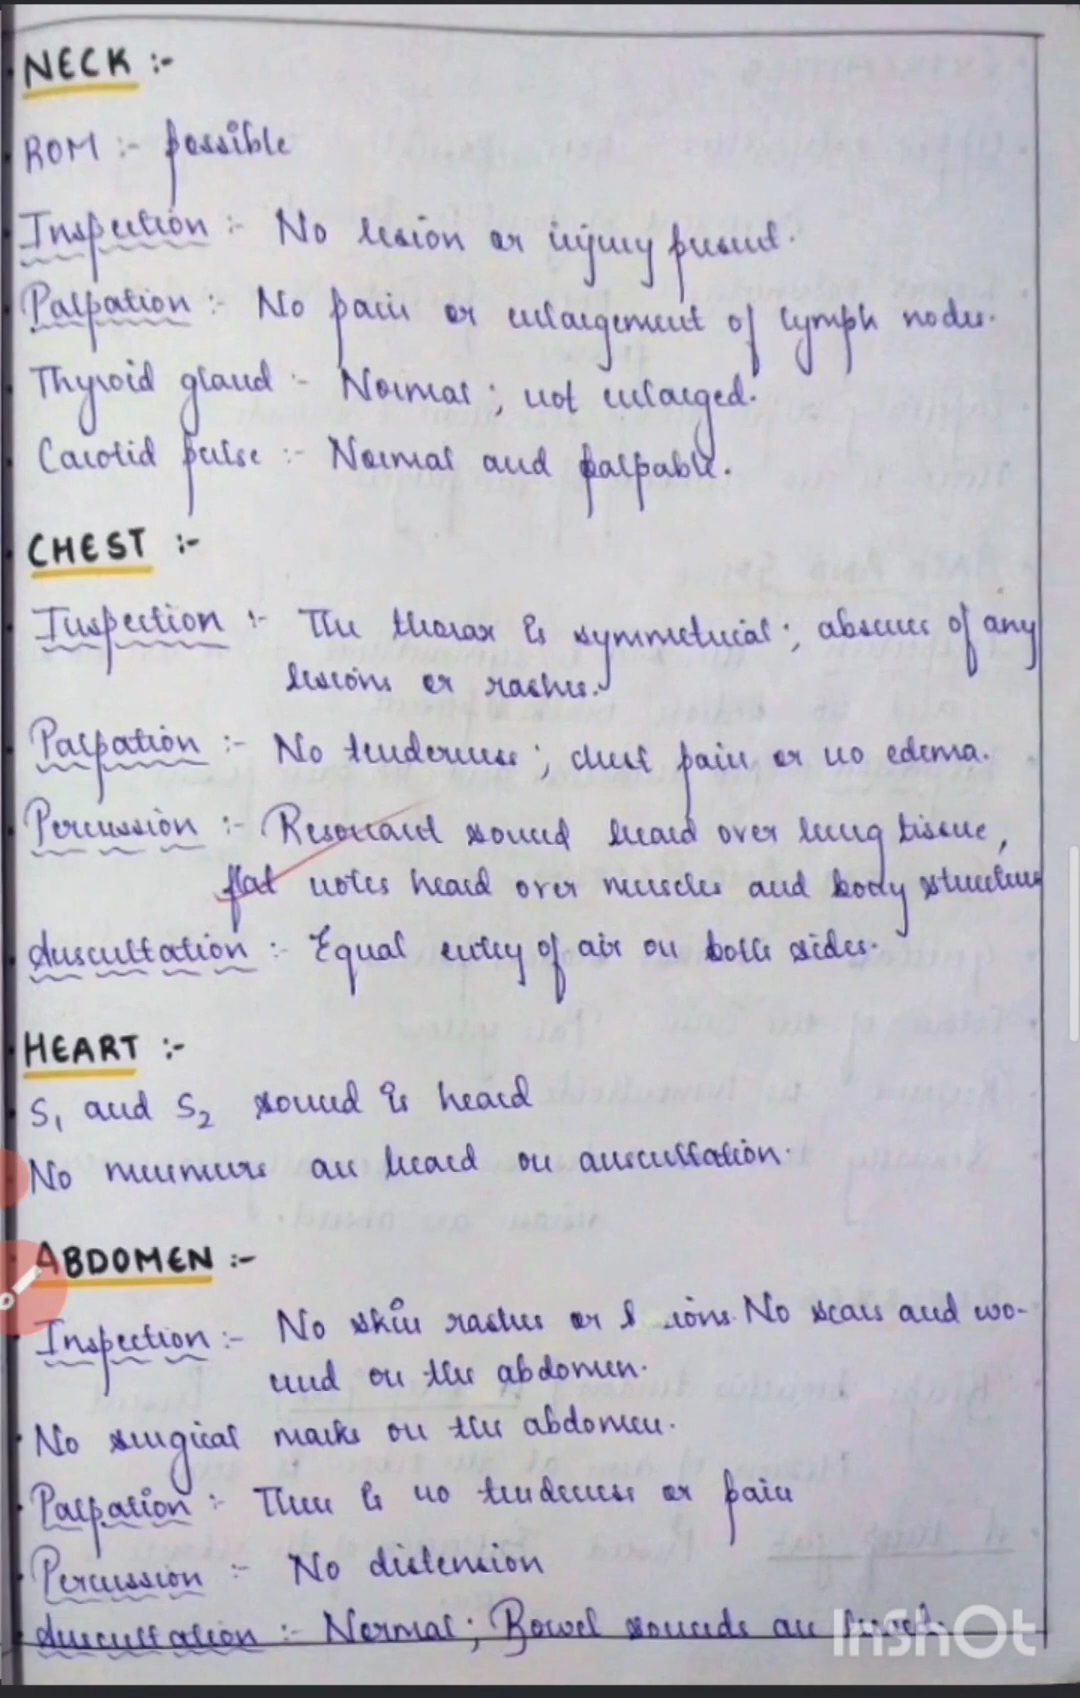 NECK :-
ROM :- possible
Inspection :- No lesion or injury present.
Palpation :- No pain or enlargement of lymph nodes.
Thyroid gland :- Normal ; not enlarged.
Carotid pulse :- Normal and palpable.
CHEST :-
Inspection :- The thorax is symmetrical ; absence of any
lesions or rashes.
Palpation :- No tenderness ; chest pain or no edema.
Percussion :- Resonant sound heard over lung tissue,
flat notes heard over muscles and body structure
Auscultation :- Equal entry of air on both sides.
HEART :-
S₁ and S₂ sound is heard
No murmurs are heard on auscultation.
ABDOMEN :-
Inspection :- No skin rashes or l sions. No scars and wo-
und on the abdomen.
No surgical marks on the abdomen.
Palpation :- There is no tenderness or pain
Percussion :- No distension
Auscultation :- Normal ; Bowel sounds are heard.
InShOt